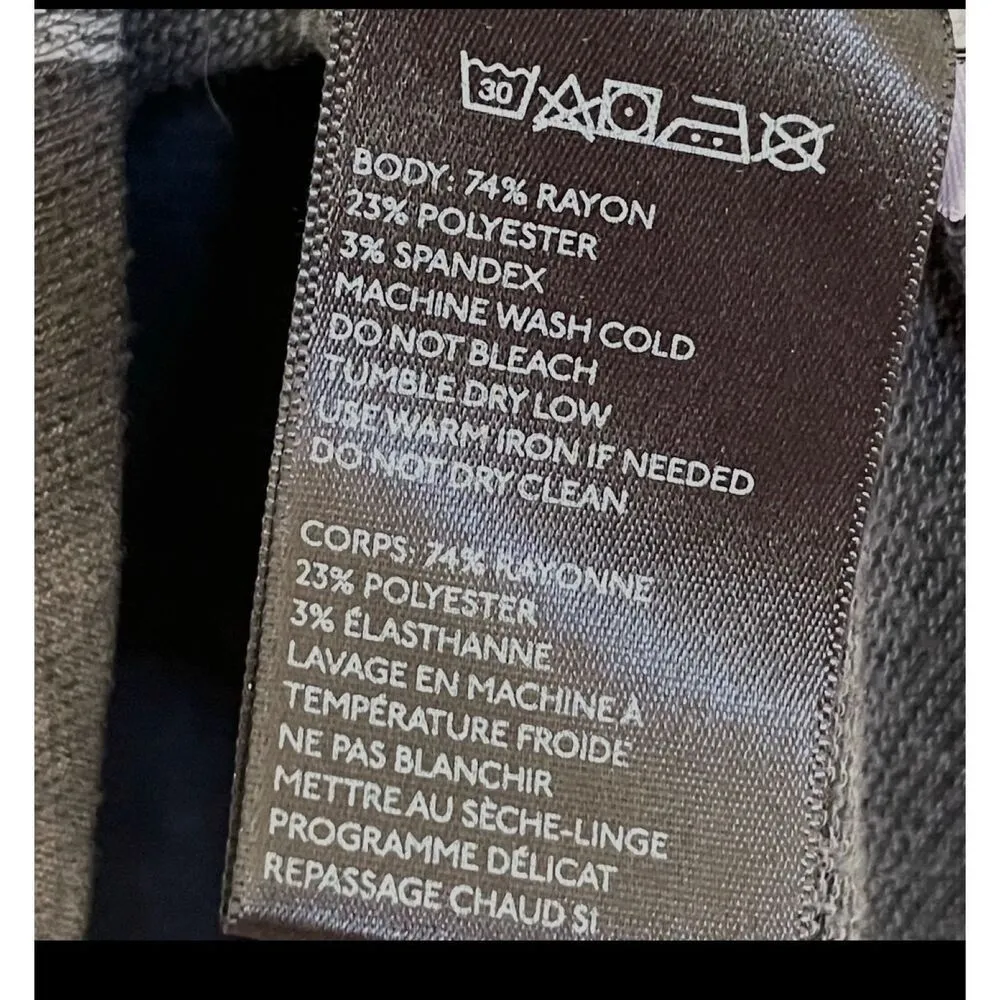 30
BODY: 74% RAYON
23% POLYESTER
3% SPANDEX
MACHINE WASH COLD
DO NOT BLEACH
TUMBLE DRY LOW
USE WARM IRON IF NEEDED
DO NOT DRY CLEAN
CORPS: 74% RAYONNE
23% POLYESTER
3% ÉLASTHANNE
LAVAGE EN MACHINE À
TEMPÉRATURE FROIDE
NE PAS BLANCHIR
METTRE AU SÈCHE-LINGE
PROGRAMME DÉLICAT
REPASSAGE CHAUD SI